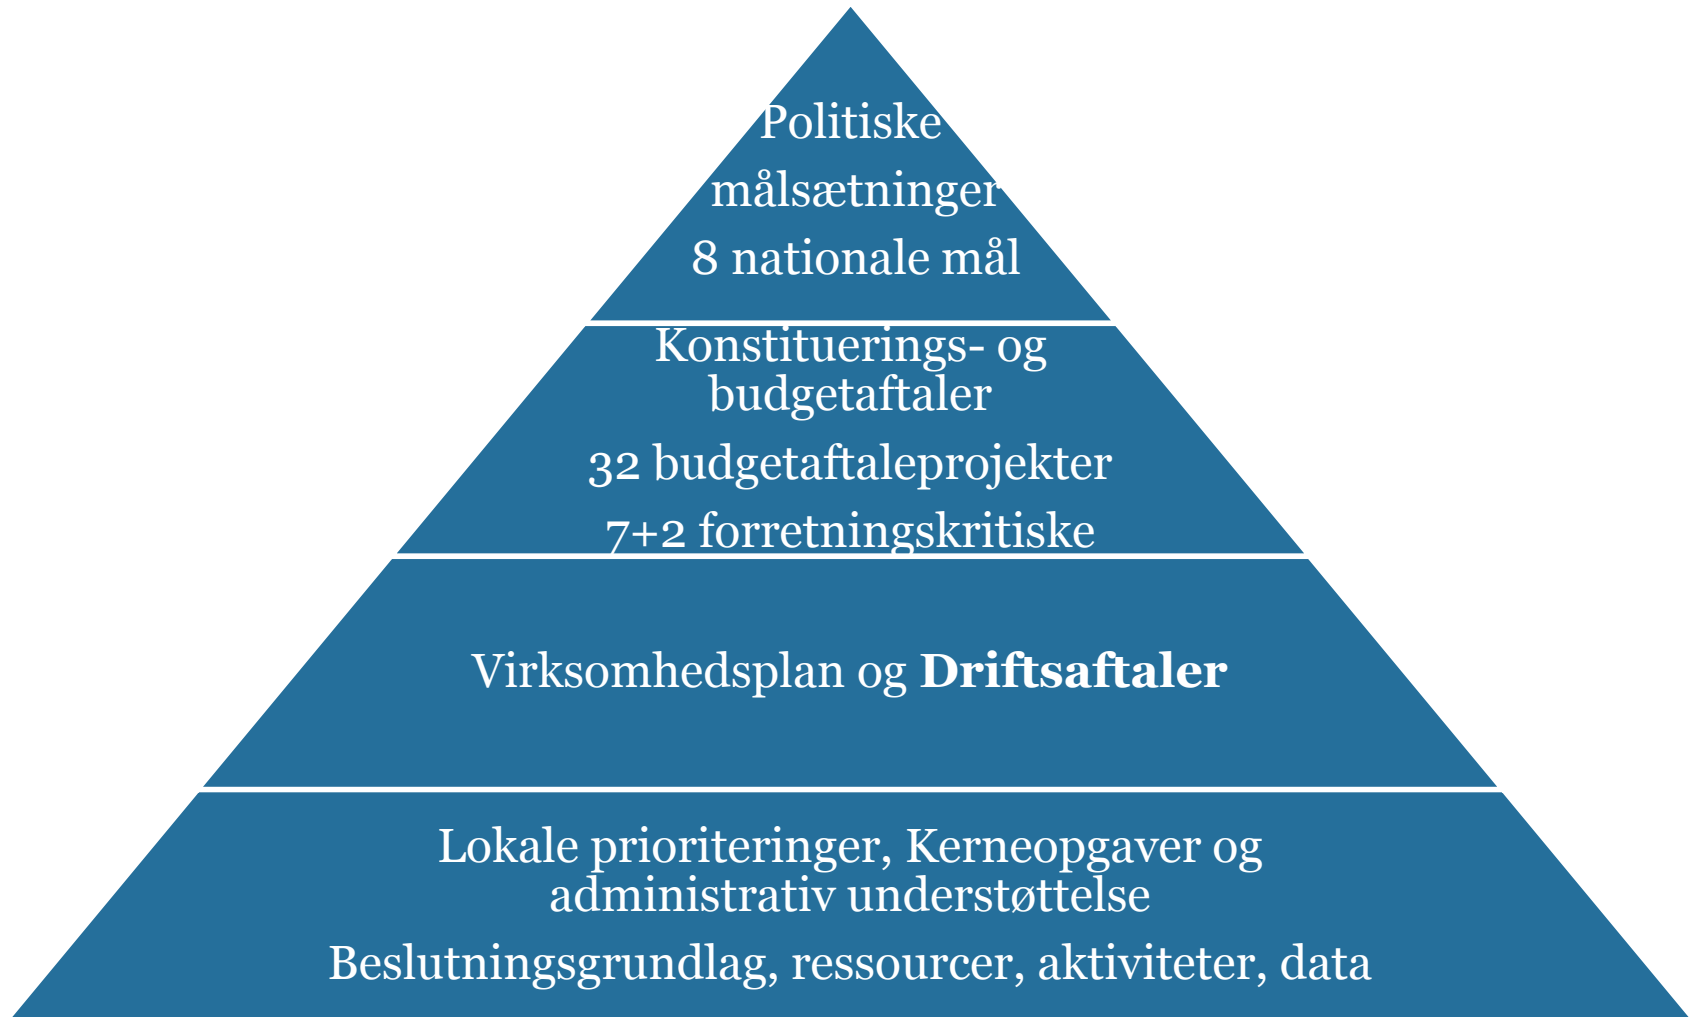 Politiske
målsætninger
8 nationale mål
Konstituerings- og
budgetaftaler
32 budgetaftaleprojekter
7+2 forretningskritiske
Virksomhedsplan og Driftsaftaler
Lokale prioriteringer, Kerneopgaver og
administrativ understøttelse
Beslutningsgrundlag, ressourcer, aktiviteter, data